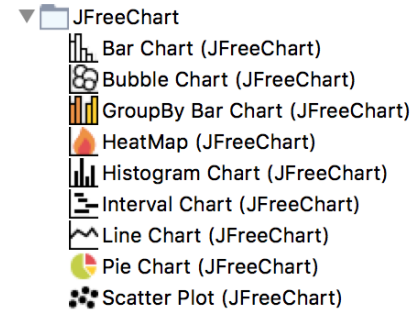 JFreeChart
Bar Chart (JFreeChart)
Bubble Chart (JFreeChart)
GroupBy Bar Chart (JFreeChart)
HeatMap (JFreeChart)
Histogram Chart (JFreeChart)
Interval Chart (JFreeChart)
Line Chart (JFreeChart)
Pie Chart (JFreeChart)
Scatter Plot (JFreeChart)